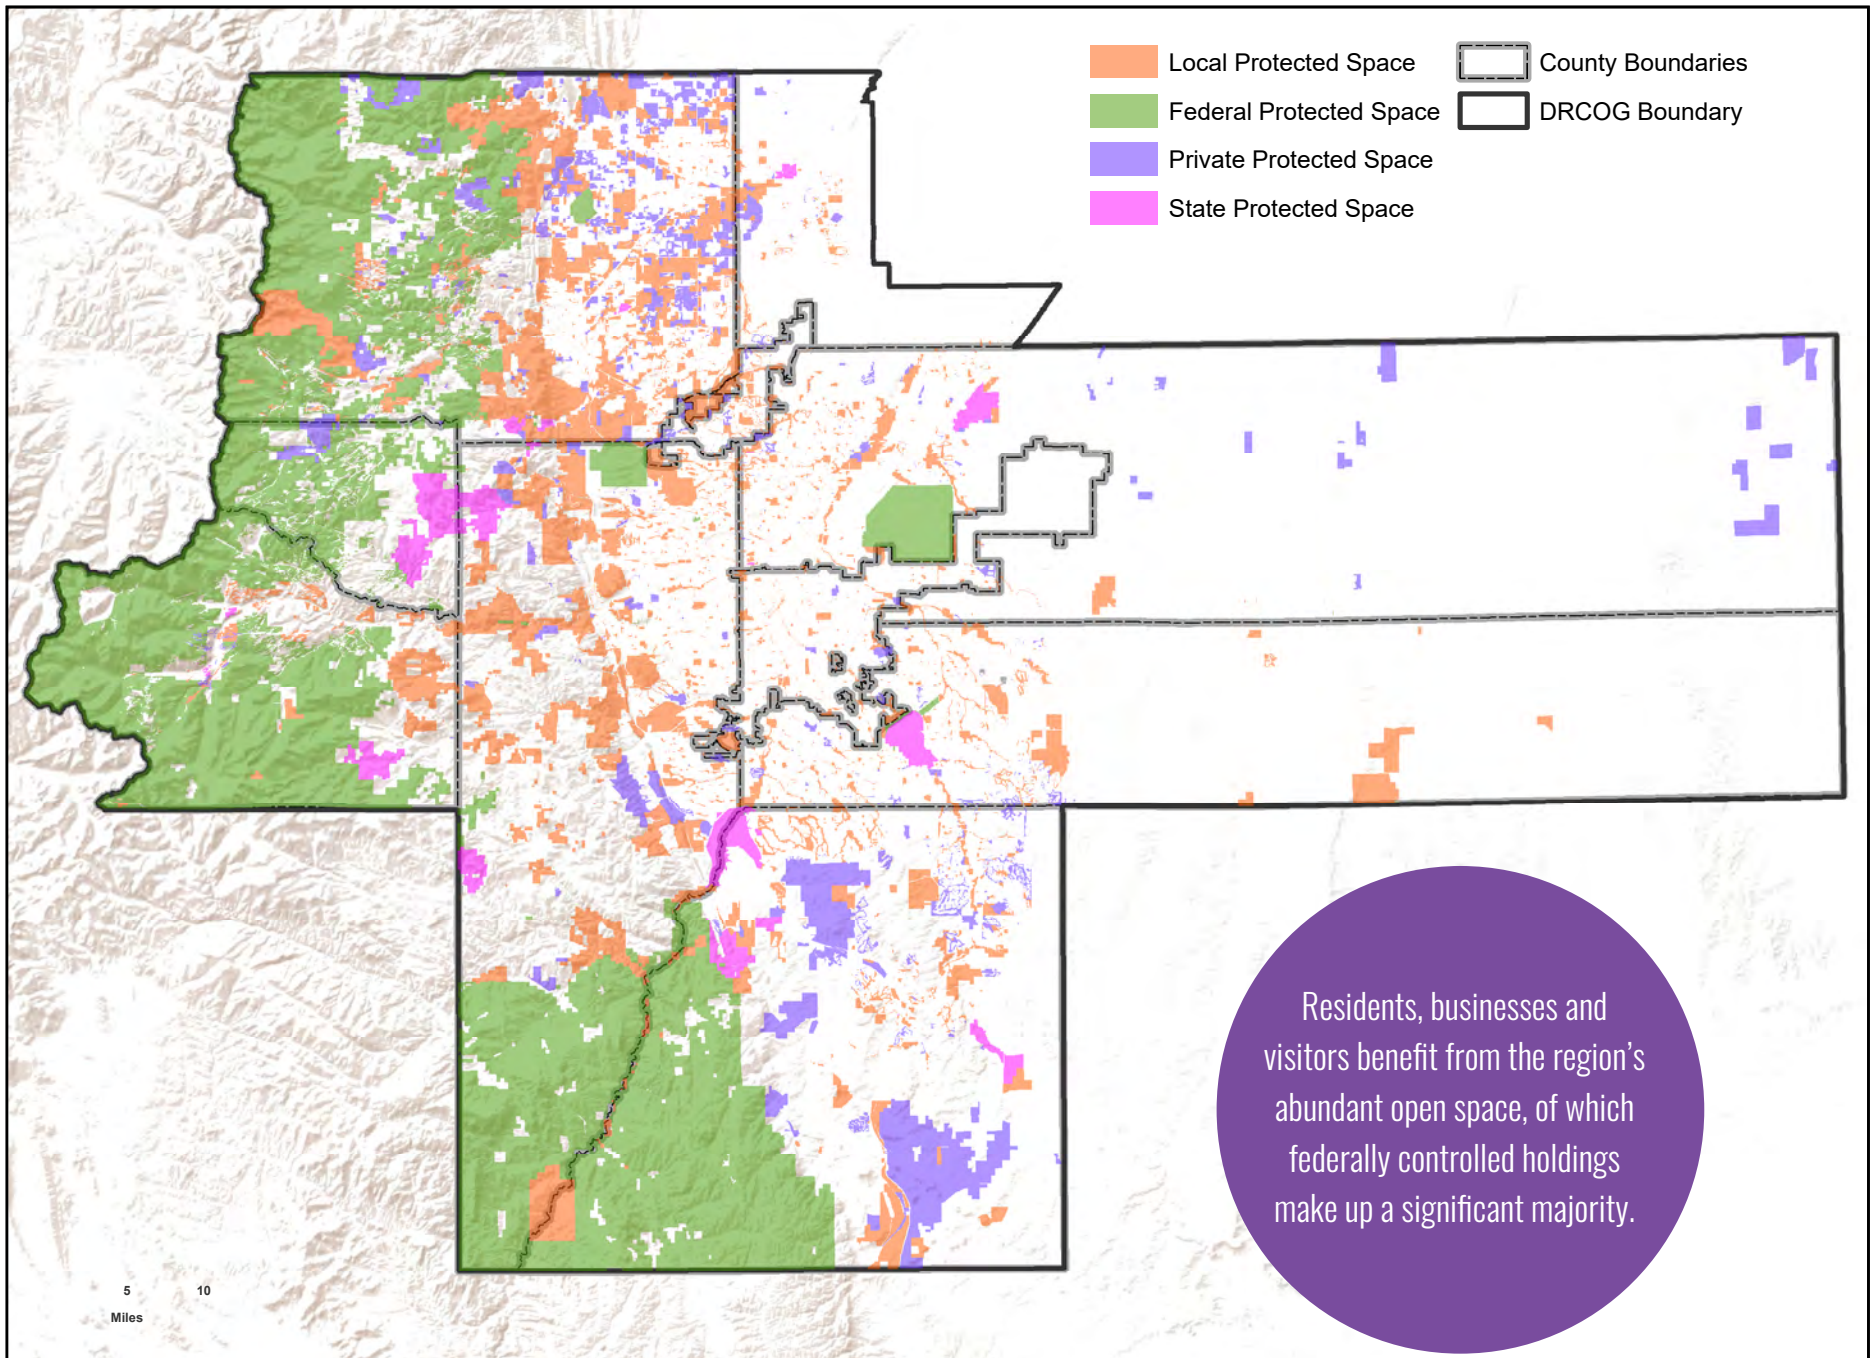 Local Protected Space
Federal Protected Space
Private Protected Space
State Protected Space
County Boundaries
DRCOG Boundary
Residents, businesses and
visitors benefit from the region’s
abundant open space, of which
federally controlled holdings
make up a significant majority.
5 10
Miles